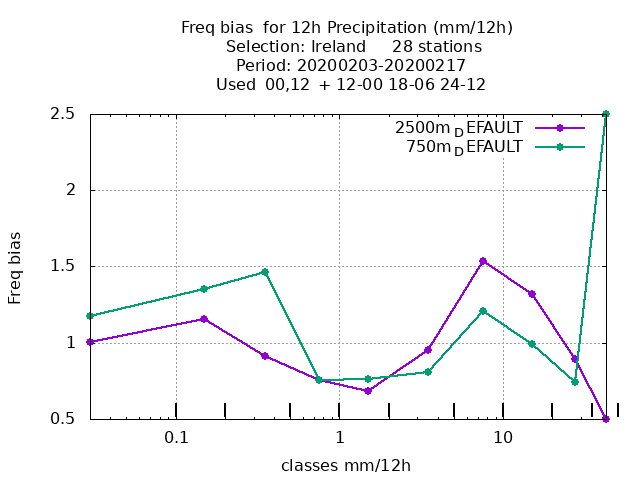 Freq bias  for 12h Precipitation (mm/12h)
Selection: Ireland     28 stations
Period: 20200203-20200217
Used  00,12  + 12-00 18-06 24-12
2500m_DEFAULT
750m_DEFAULT
2.5
2
1.5
1
0.5
Freq bias
0.1 1 10
classes mm/12h